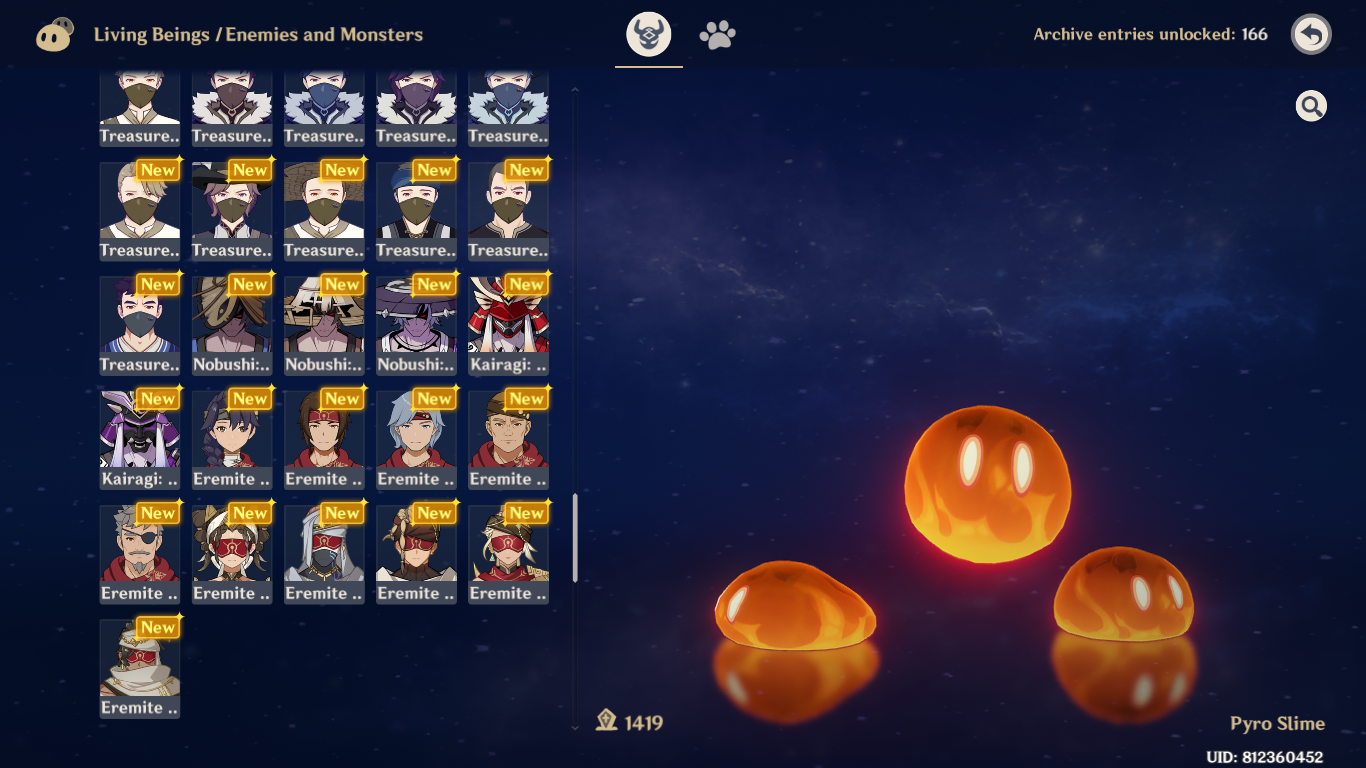 Living Beings / Enemies and Monsters
Archive entries unlocked: 166
Treasure.. Treasure.. Treasure.. Treasure.. Treasure..
New New New New New
Treasure.. Treasure.. Treasure.. Treasure.. Treasure..
New New New New New
Treasure.. Nobushi:.. Nobushi:.. Nobushi:.. Kairagi: ..
New New New New New
Kairagi: .. Eremite .. Eremite .. Eremite .. Eremite ..
New New New New New
Eremite .. Eremite .. Eremite .. Eremite .. Eremite ..
New
Eremite ..
1419
Pyro Slime
UID: 812360452